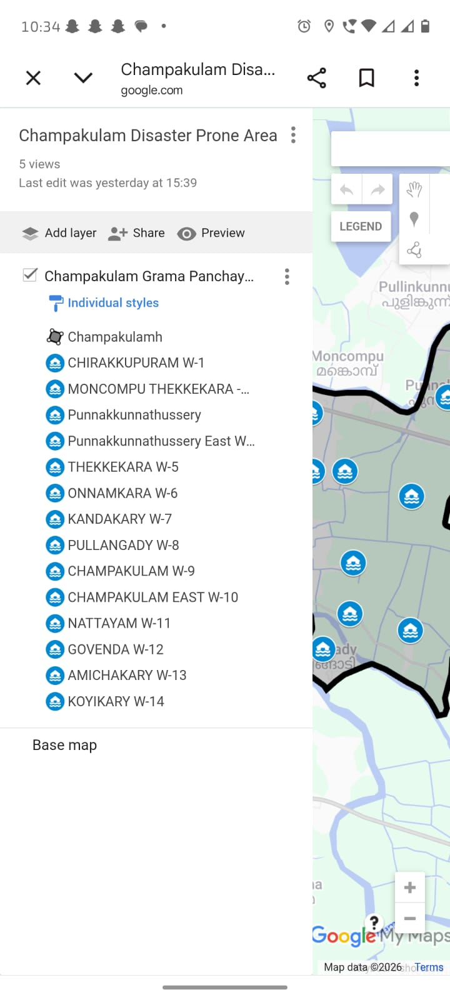 10:34
Champakulam Disa...
google.com
Champakulam Disaster Prone Area
5 views
Last edit was yesterday at 15:39
Add layer
Share
Preview
LEGEND
Champakulam Grama Panchay...
Individual styles
Champakulamh
CHIRAKKUPURAM W-1
MONCOMPU THEKKEKARA -...
Punnakkunnathussery
Punnakkunnathussery East W...
THEKKEKARA W-5
ONNAMKARA W-6
KANDAKARY W-7
PULLANGADY W-8
CHAMPAKULAM W-9
CHAMPAKULAM EAST W-10
NATTAYAM W-11
GOVENDA W-12
AMICHAKARY W-13
KOYIKARY W-14
Base map
Pullinkunnu
പുളിങ്കുന്ന്
Moncompu
മങ്കൊമ്പ്
ady
Google My Maps
Map data ©2026
Terms